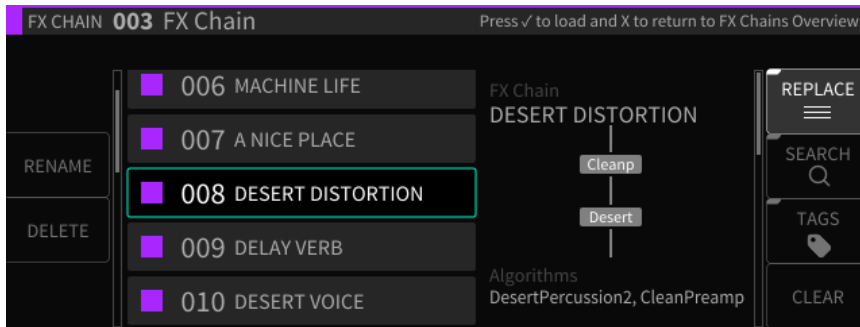 FX CHAIN 003 FX Chain
Press ✓ to load and X to return to FX Chains Overview
RENAME
DELETE
006 MACHINE LIFE
007 A NICE PLACE
008 DESERT DISTORTION
009 DELAY VERB
010 DESERT VOICE
FX Chain
DESERT DISTORTION
Cleanp
Desert
Algorithms
DesertPercussion2, CleanPreamp
REPLACE
SEARCH
TAGS
CLEAR